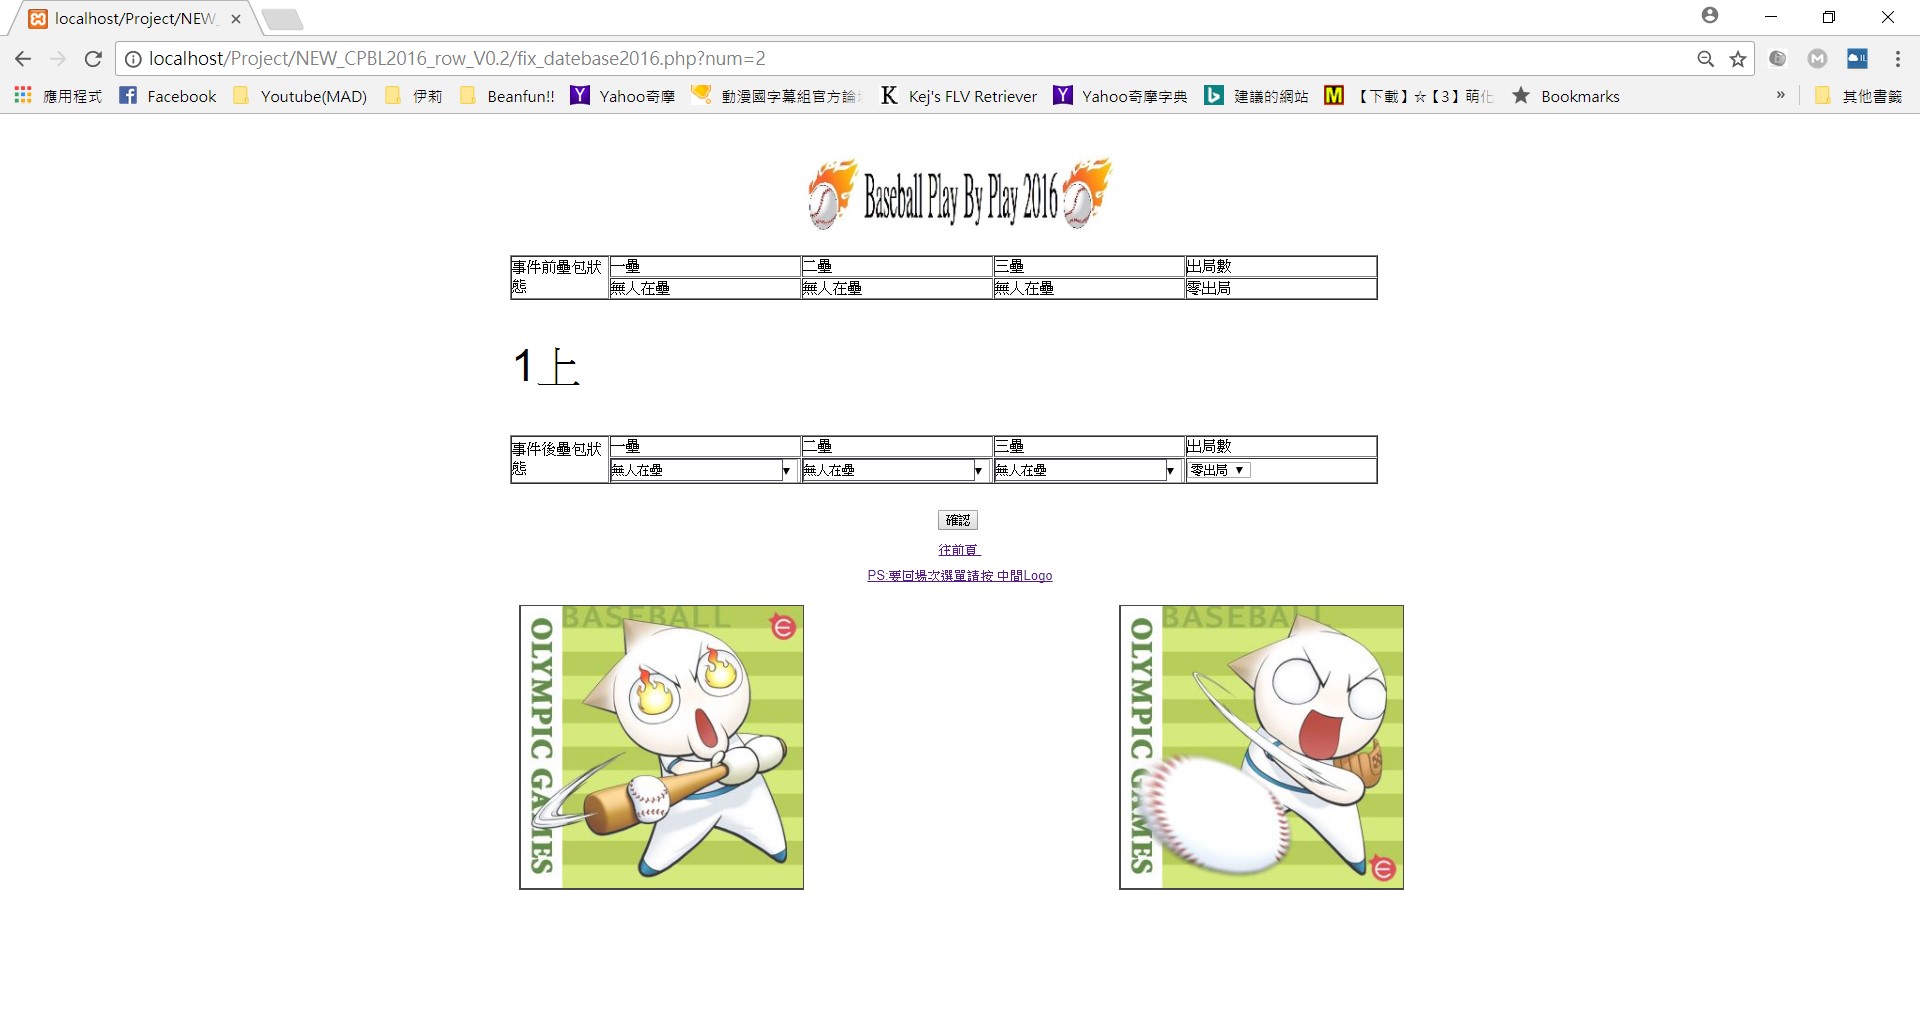 localhost/Project/NEW_
localhost/Project/NEW_CPBL2016_row_V0.2/fix_datebase2016.php?num=2
應用程式 Facebook Youtube(MAD) 伊莉 Beanfun!! Yahoo奇摩 動漫國字幕組官方論 Kej's FLV Retriever Yahoo奇摩字典 建議的網站 【下載】☆【3】萌化 Bookmarks » 其他書籤
Baseball Play By Play 2016
事件前壘包狀態 一壘 二壘 三壘 出局數
無人在壘 無人在壘 無人在壘 零出局
1上
事件後壘包狀態 一壘 二壘 三壘 出局數
無人在壘 無人在壘 無人在壘 零出局
確認
往前頁
PS:要回場次選單請按 中間Logo
BASEBALL
OLYMPIC GAMES
BASEBALL
OLYMPIC GAMES